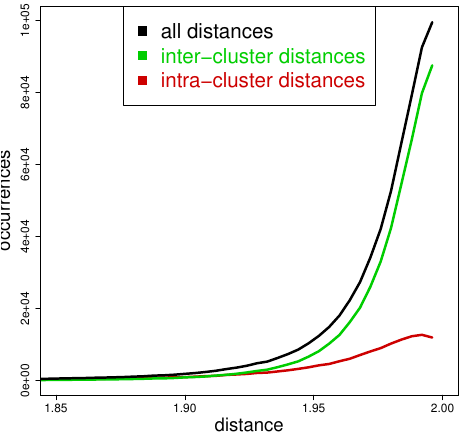 all distances
inter−cluster distances
intra−cluster distances
occurrences
0e+00
2e+04
4e+04
6e+04
8e+04
1e+05
1.85
1.90
1.95
2.00
distance